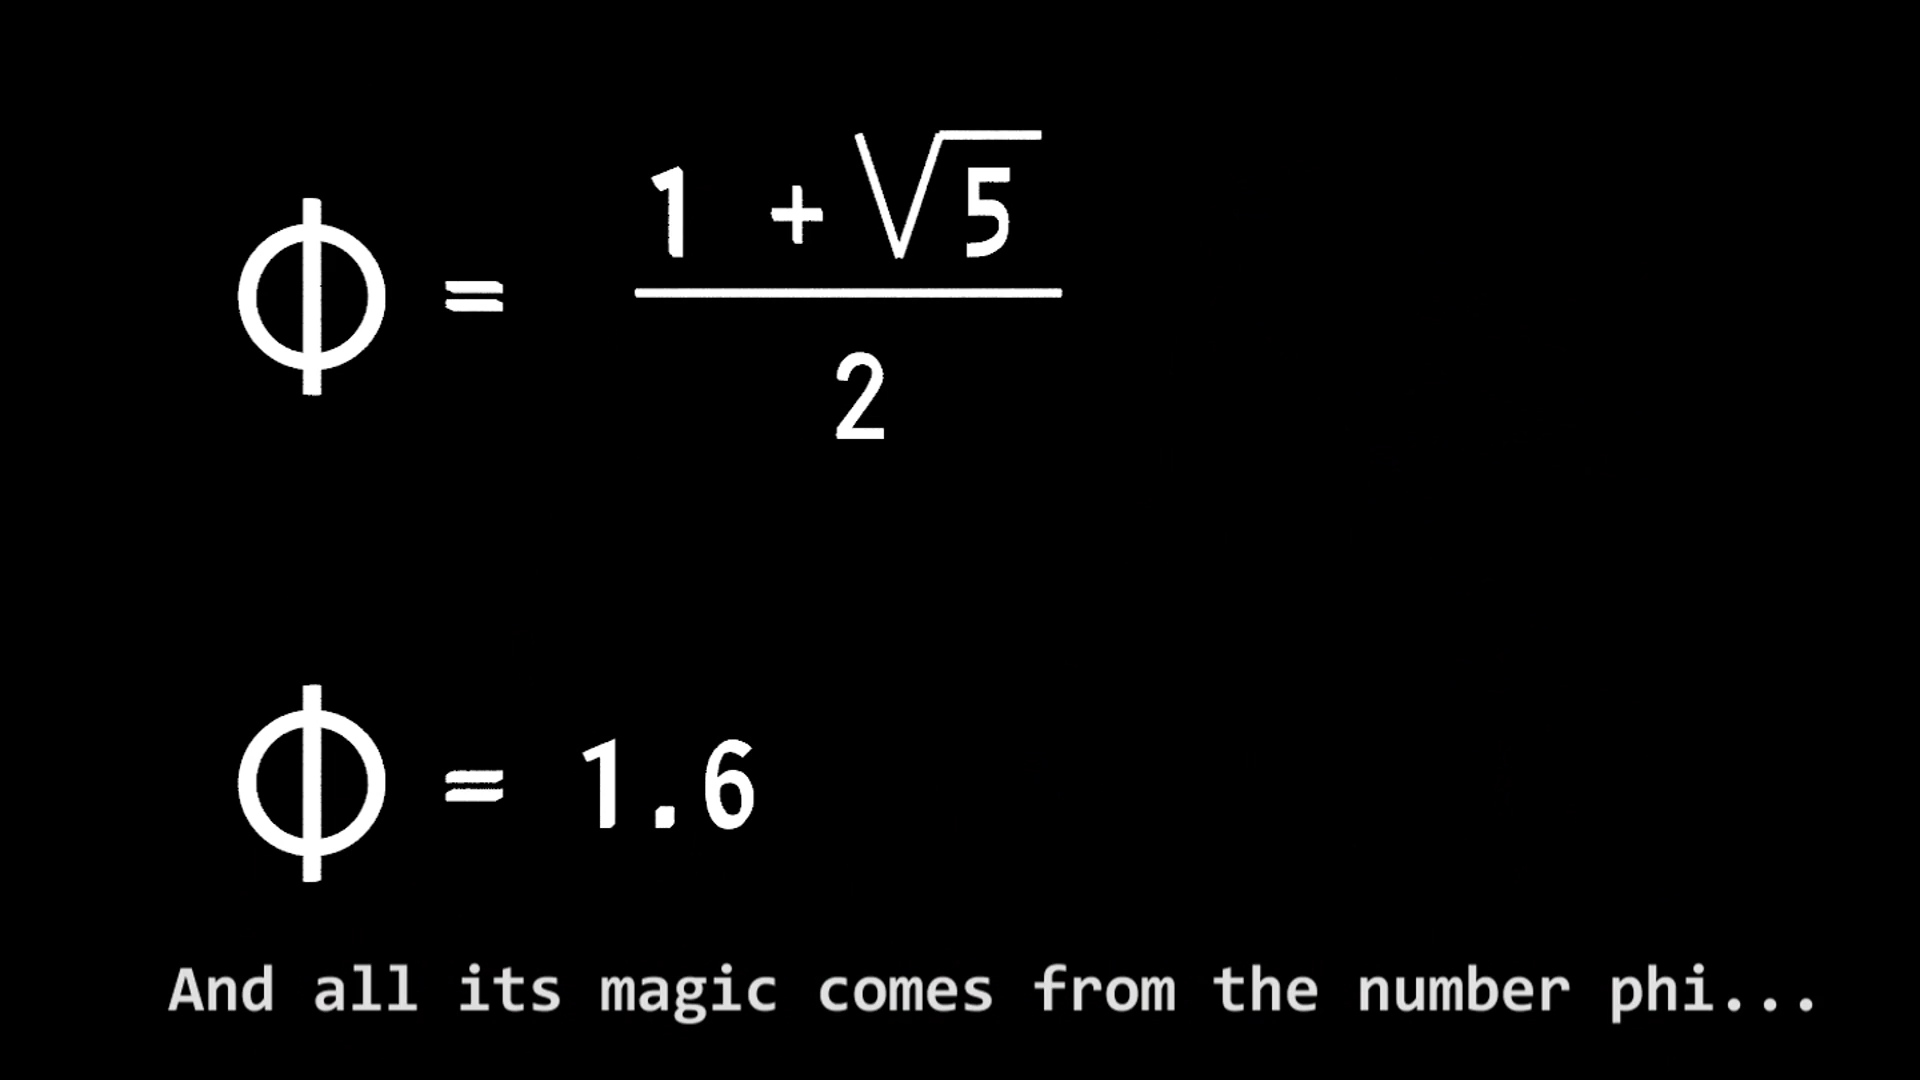 ϕ = (1 + √5) / 2
ϕ = 1.6
And all its magic comes from the number phi...